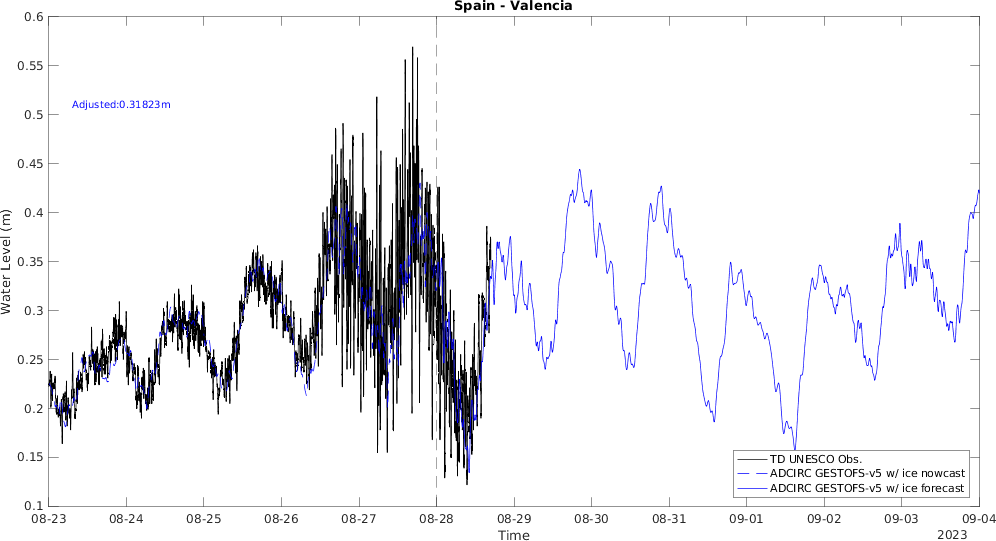 Spain - Valencia
0.6
0.55
0.5
0.45
0.4
0.35
0.3
0.25
0.2
0.15
0.1
Water Level (m)
Adjusted:0.31823m
TD UNESCO Obs.
ADCIRC GESTOFS-v5 w/ ice nowcast
ADCIRC GESTOFS-v5 w/ ice forecast
08-23 08-24 08-25 08-26 08-27 08-28 08-29 08-30 08-31 09-01 09-02 09-03 09-04
Time
2023